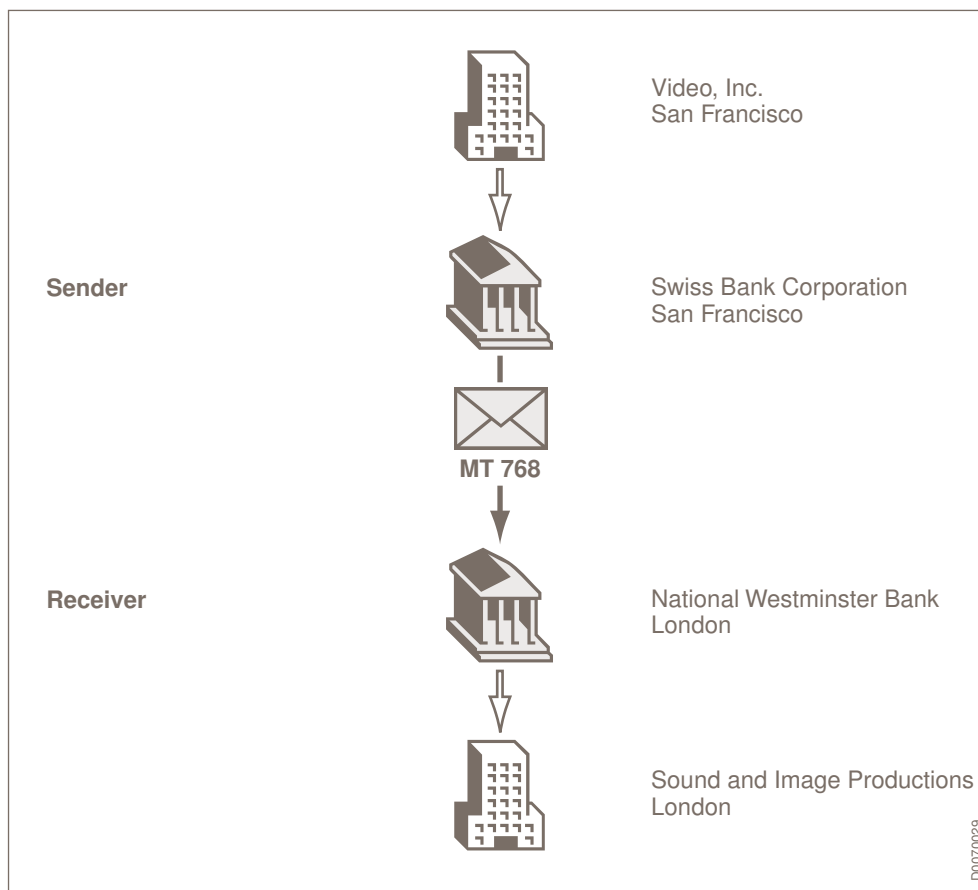 Video, Inc.
San Francisco
Sender
Swiss Bank Corporation
San Francisco
MT 768
Receiver
National Westminster Bank
London
Sound and Image Productions
London
D0070029